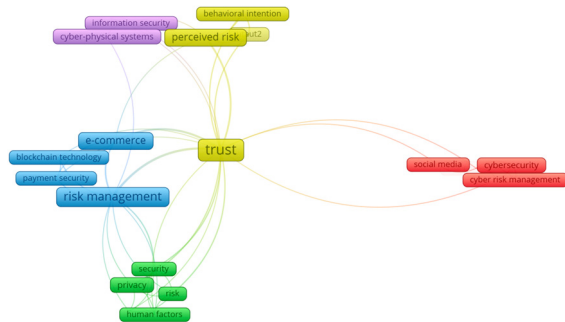 behavioral intention
information security
cyber-physical systems
perceived risk
e-commerce
trust
blockchain technology
social media
cybersecurity
payment security
cyber risk management
risk management
security
privacy
risk
human factors